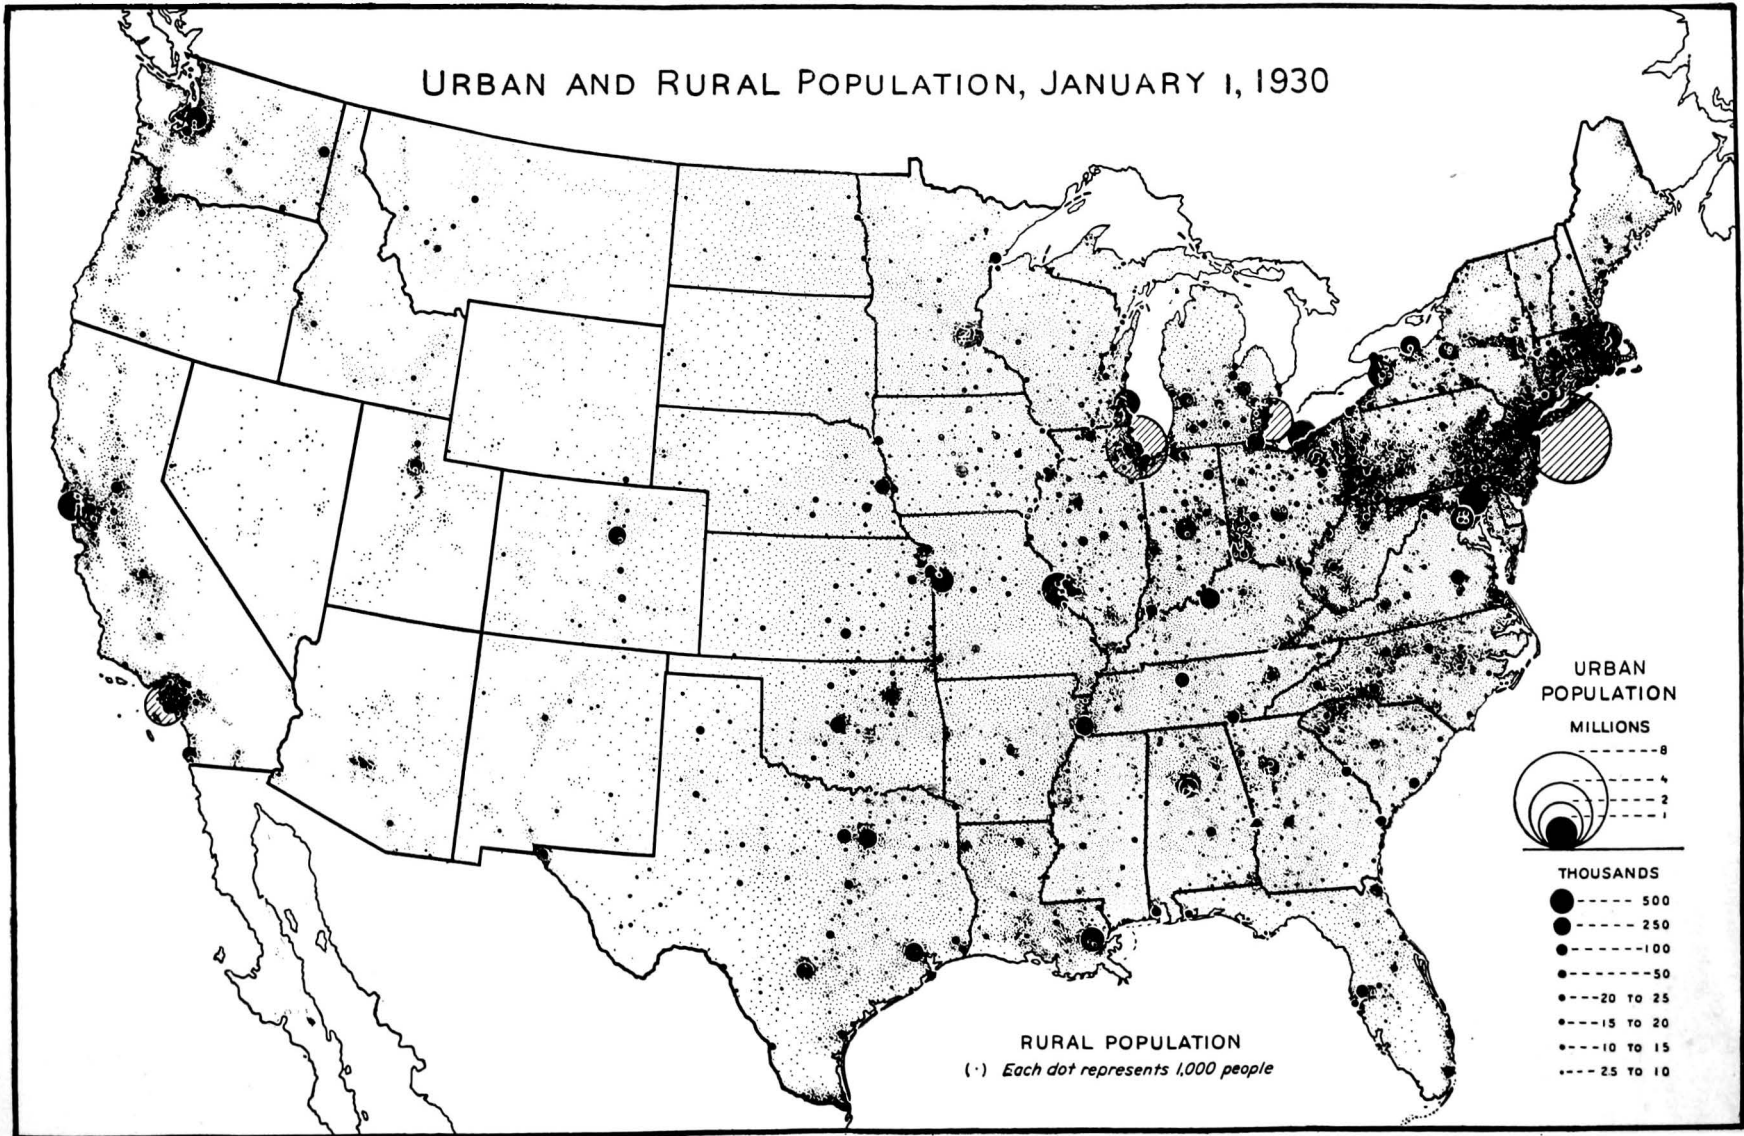 URBAN AND RURAL POPULATION, JANUARY 1, 1930
URBAN
POPULATION
MILLIONS
8
4
2
1
THOUSANDS
500
250
100
50
20 TO 25
15 TO 20
10 TO 15
2.5 TO 10
RURAL POPULATION
(·) Each dot represents 1,000 people